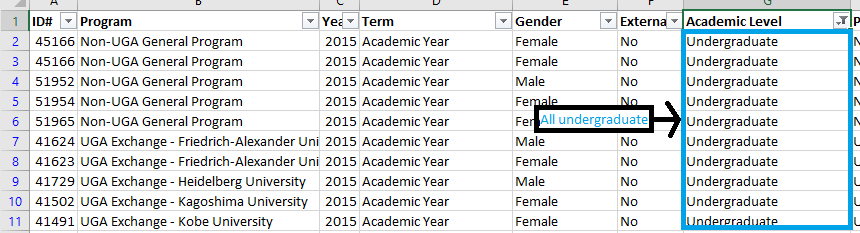 A B C D E F G
1 ID# Program Yea Term Gender Externa Academic Level P
2 45166 Non-UGA General Program 2015 Academic Year Female No Undergraduate N
3 45166 Non-UGA General Program 2015 Academic Year Female No Undergraduate N
4 51952 Non-UGA General Program 2015 Academic Year Male No Undergraduate N
5 51954 Non-UGA General Program 2015 Academic Year Female No Undergraduate N
6 51965 Non-UGA General Program 2015 Academic Year No Undergraduate N
All undergraduate
7 41624 UGA Exchange - Friedrich-Alexander Uni 2015 Academic Year Male No Undergraduate U
8 41623 UGA Exchange - Friedrich-Alexander Uni 2015 Academic Year Female No Undergraduate U
9 41729 UGA Exchange - Heidelberg University 2015 Academic Year Male No Undergraduate U
10 41502 UGA Exchange - Kagoshima University 2015 Academic Year Female No Undergraduate U
11 41491 UGA Exchange - Kobe University 2015 Academic Year Female No Undergraduate U